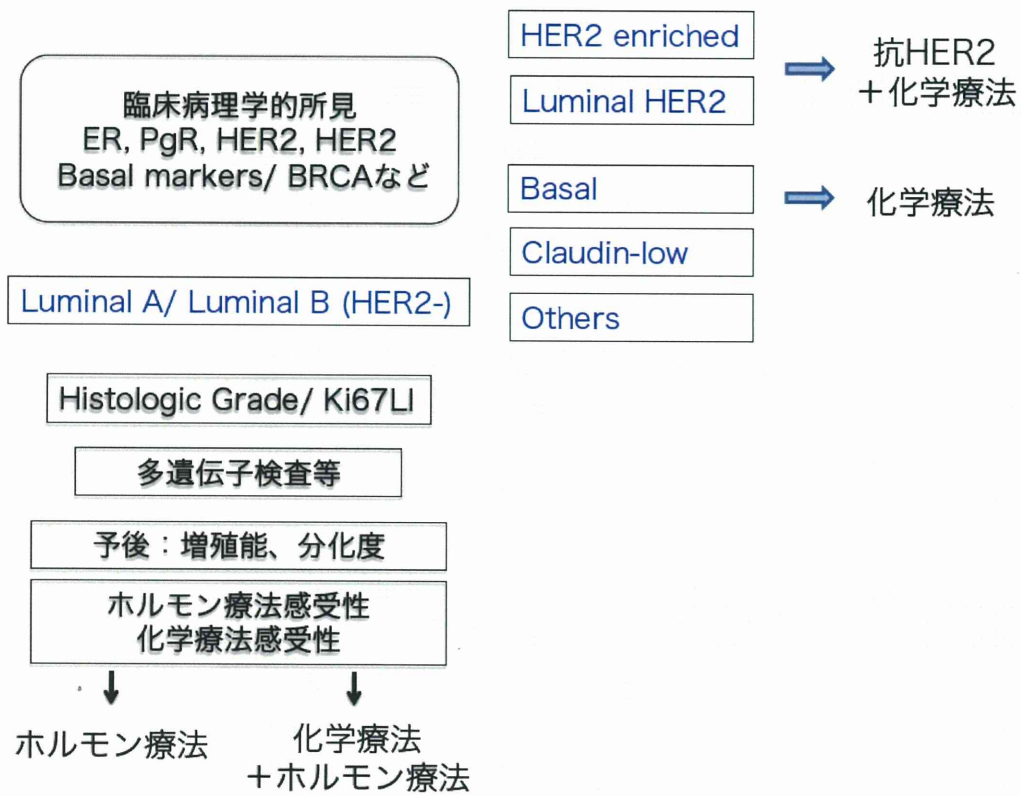 臨床病理学的所見
ER, PgR, HER2, HER2
Basal markers/ BRCAなど
HER2 enriched
Luminal HER2
抗HER2
＋化学療法
Basal
化学療法
Claudin-low
Others
Luminal A/ Luminal B (HER2-)
Histologic Grade/ Ki67LI
多遺伝子検査等
予後：増殖能、分化度
ホルモン療法感受性
化学療法感受性
ホルモン療法
化学療法
＋ホルモン療法